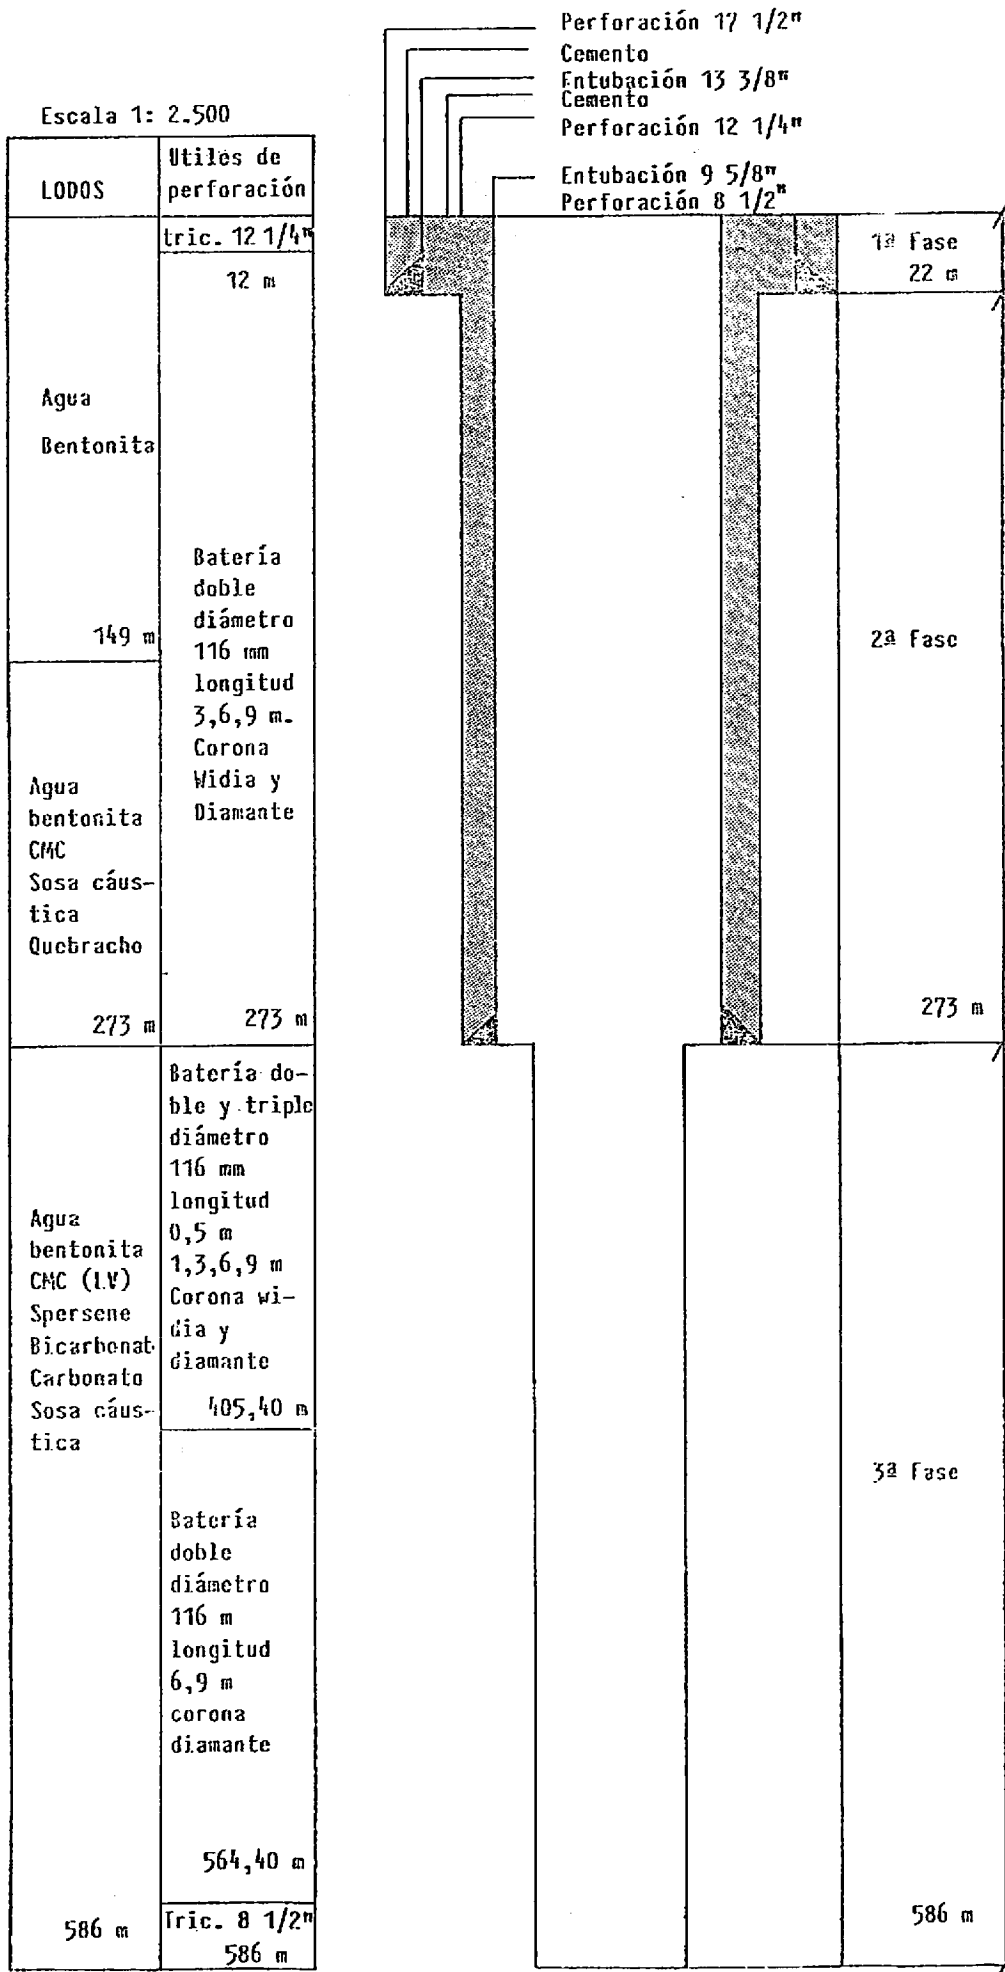 Perforación 17 1/2"
Cemento
Entubación 13 3/8"
Cemento
Perforación 12 1/4"
Entubación 9 5/8"
Perforación 8 1/2"
Escala 1: 2.500
LODOS
Utiles de
perforación
tric. 12 1/4"
12 m
Agua
Bentonita
149 m
Agua
bentonita
CMC
Sosa cáus-
tica
Quebracho
273 m
Batería
doble
diámetro
116 mm
longitud
3,6,9 m.
Corona
Widia y
Diamante
273 m
Agua
bentonita
CMC (LV)
Spersene
Bicarbonat.
Carbonato
Sosa cáus-
tica
586 m
Batería do-
ble y triple
diámetro
116 mm
longitud
0,5 m
1,3,6,9 m
Corona wi-
dia y
diamante
405,40 m
Batería
doble
diámetro
116 m
longitud
6,9 m
corona
diamante
564,40 m
Tric. 8 1/2"
586 m
1ª Fase
22 m
2ª Fase
273 m
3ª Fase
586 m